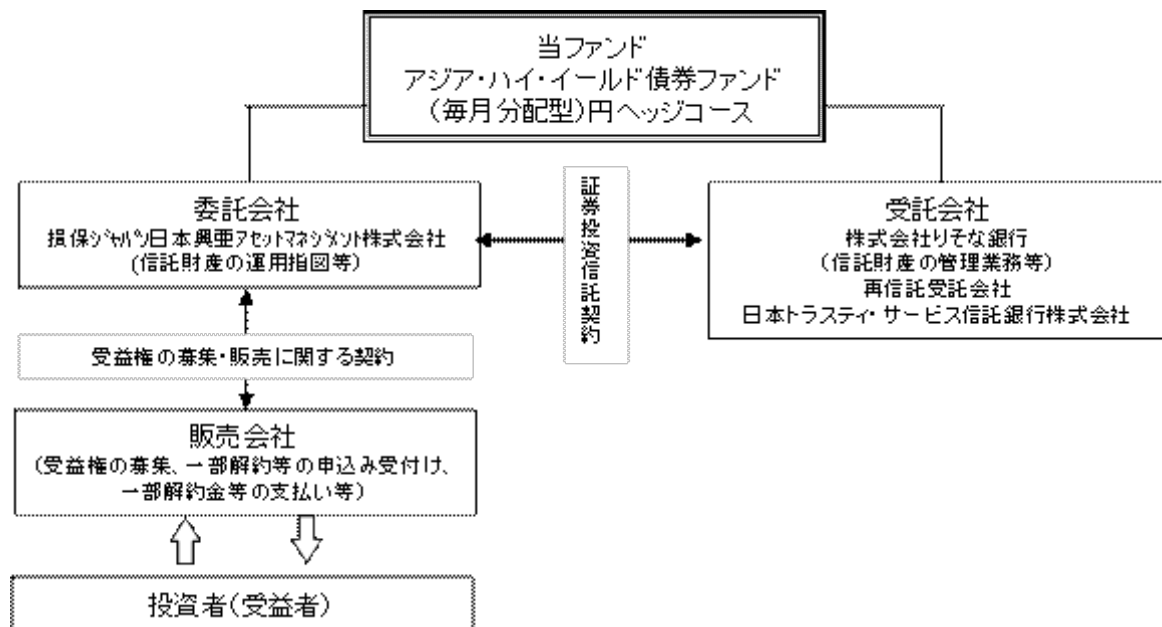 当ファンド
アジア・ハイ・イールド債券ファンド
(毎月分配型)円ヘッジコース
委託会社
損保ジャパン日本興亜アセットマネジメント株式会社
(信託財産の運用指図等)
証券投資信託契約
受託会社
株式会社りそな銀行
(信託財産の管理業務等)
再信託受託会社
日本トラスティ・サービス信託銀行株式会社
受益権の募集・販売に関する契約
販売会社
(受益権の募集、一部解約等の申込み受付け、
一部解約金等の支払い等)
投資者(受益者)